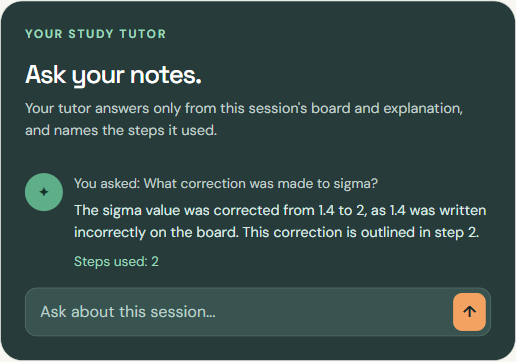 YOUR STUDY TUTOR
Ask your notes.
Your tutor answers only from this session's board and explanation,
and names the steps it used.
You asked: What correction was made to sigma?
The sigma value was corrected from 1.4 to 2, as 1.4 was written
incorrectly on the board. This correction is outlined in step 2.
Steps used: 2
Ask about this session...